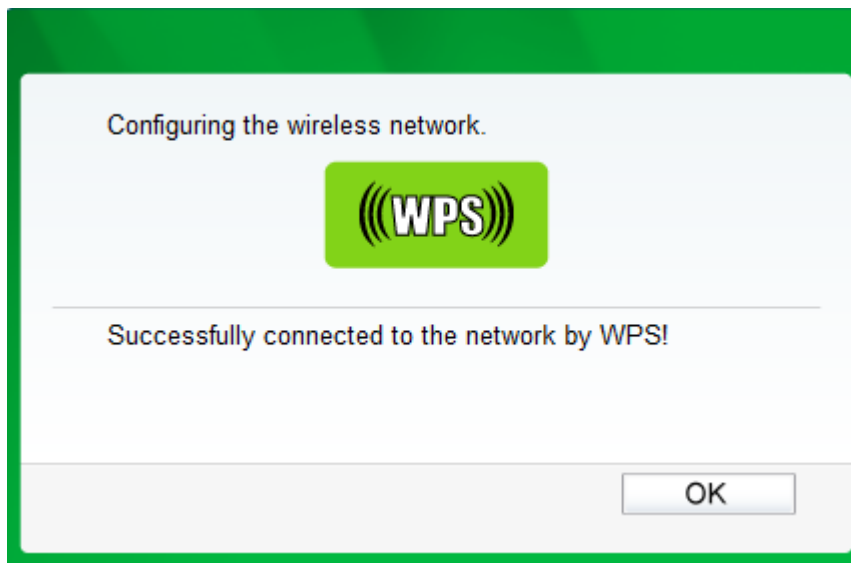 Configuring the wireless network.
WPS
Successfully connected to the network by WPS!
OK